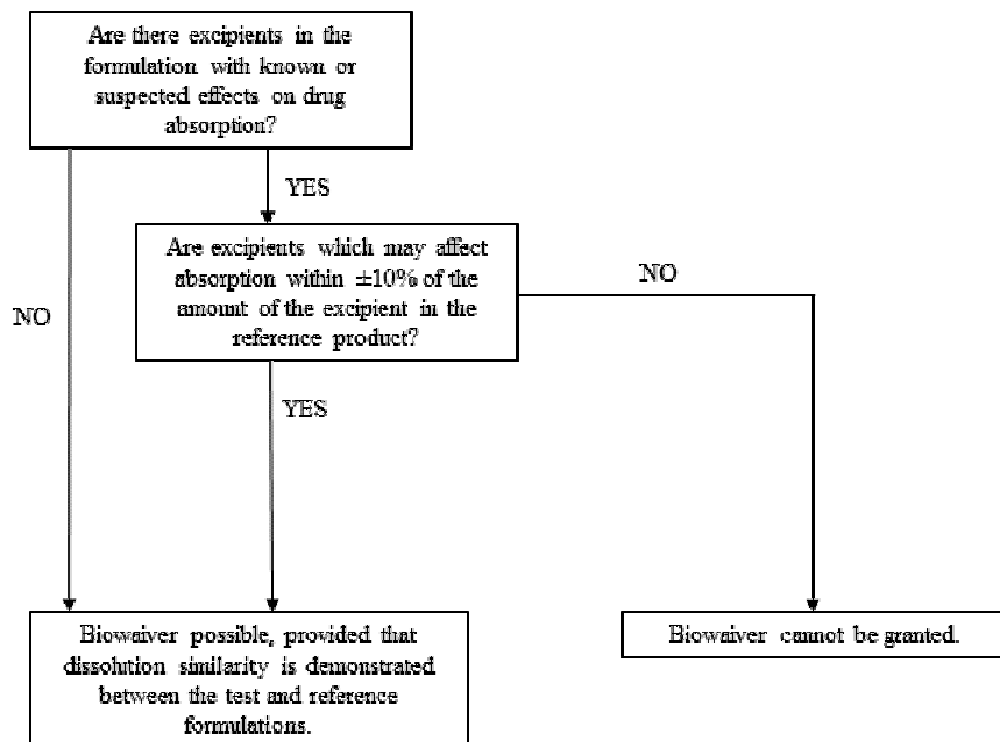 Are there excipients in the
formulation with known or
suspected effects on drug
absorption?
YES
Are excipients which may affect
absorption within ±10% of the
amount of the excipient in the
reference product?
NO
NO
YES
Biowaiver possible, provided that
dissolution similarity is demonstrated
between the test and reference
formulations.
Biowaiver cannot be granted.